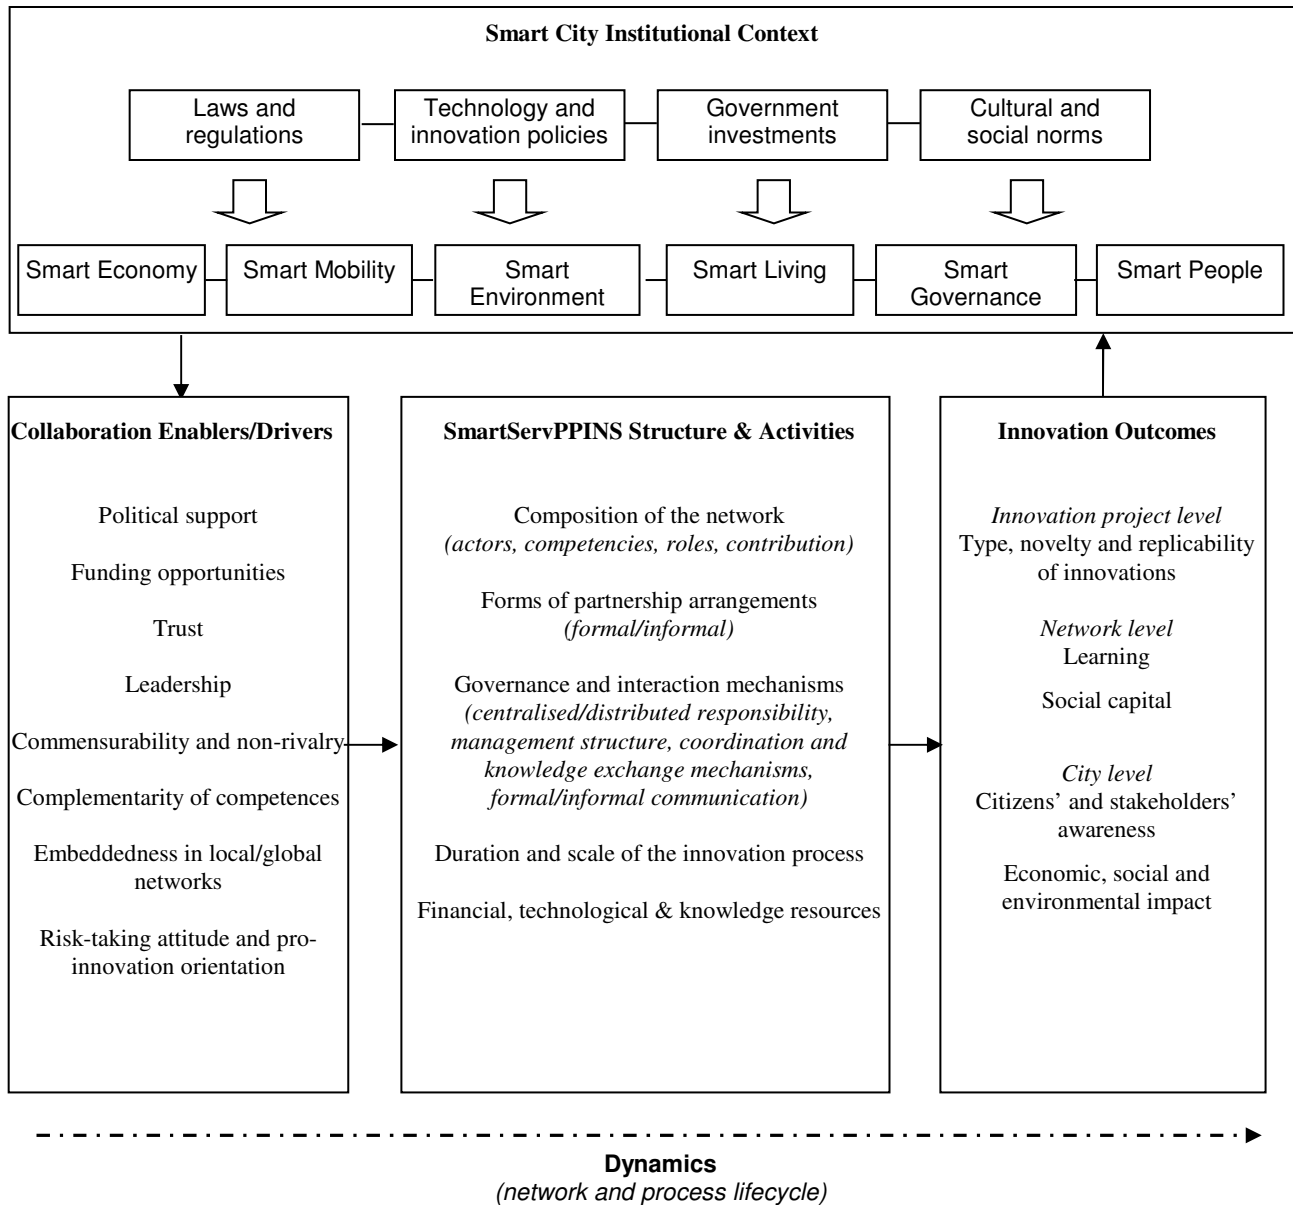 Smart City Institutional Context
Laws and
regulations
Technology and
innovation policies
Government
investments
Cultural and
social norms
Smart Economy
Smart Mobility
Smart
Environment
Smart Living
Smart
Governance
Smart People
Collaboration Enablers/Drivers
Political support
Funding opportunities
Trust
Leadership
Commensurability and non-rivalry
Complementarity of competences
Embeddedness in local/global
networks
Risk-taking attitude and pro-
innovation orientation
SmartServPPINS Structure & Activities
Composition of the network
(actors, competencies, roles, contribution)
Forms of partnership arrangements
(formal/informal)
Governance and interaction mechanisms
(centralised/distributed responsibility,
management structure, coordination and
knowledge exchange mechanisms,
formal/informal communication)
Duration and scale of the innovation process
Financial, technological & knowledge resources
Innovation Outcomes
Innovation project level
Type, novelty and replicability
of innovations
Network level
Learning
Social capital
City level
Citizens’ and stakeholders’
awareness
Economic, social and
environmental impact
Dynamics
(network and process lifecycle)